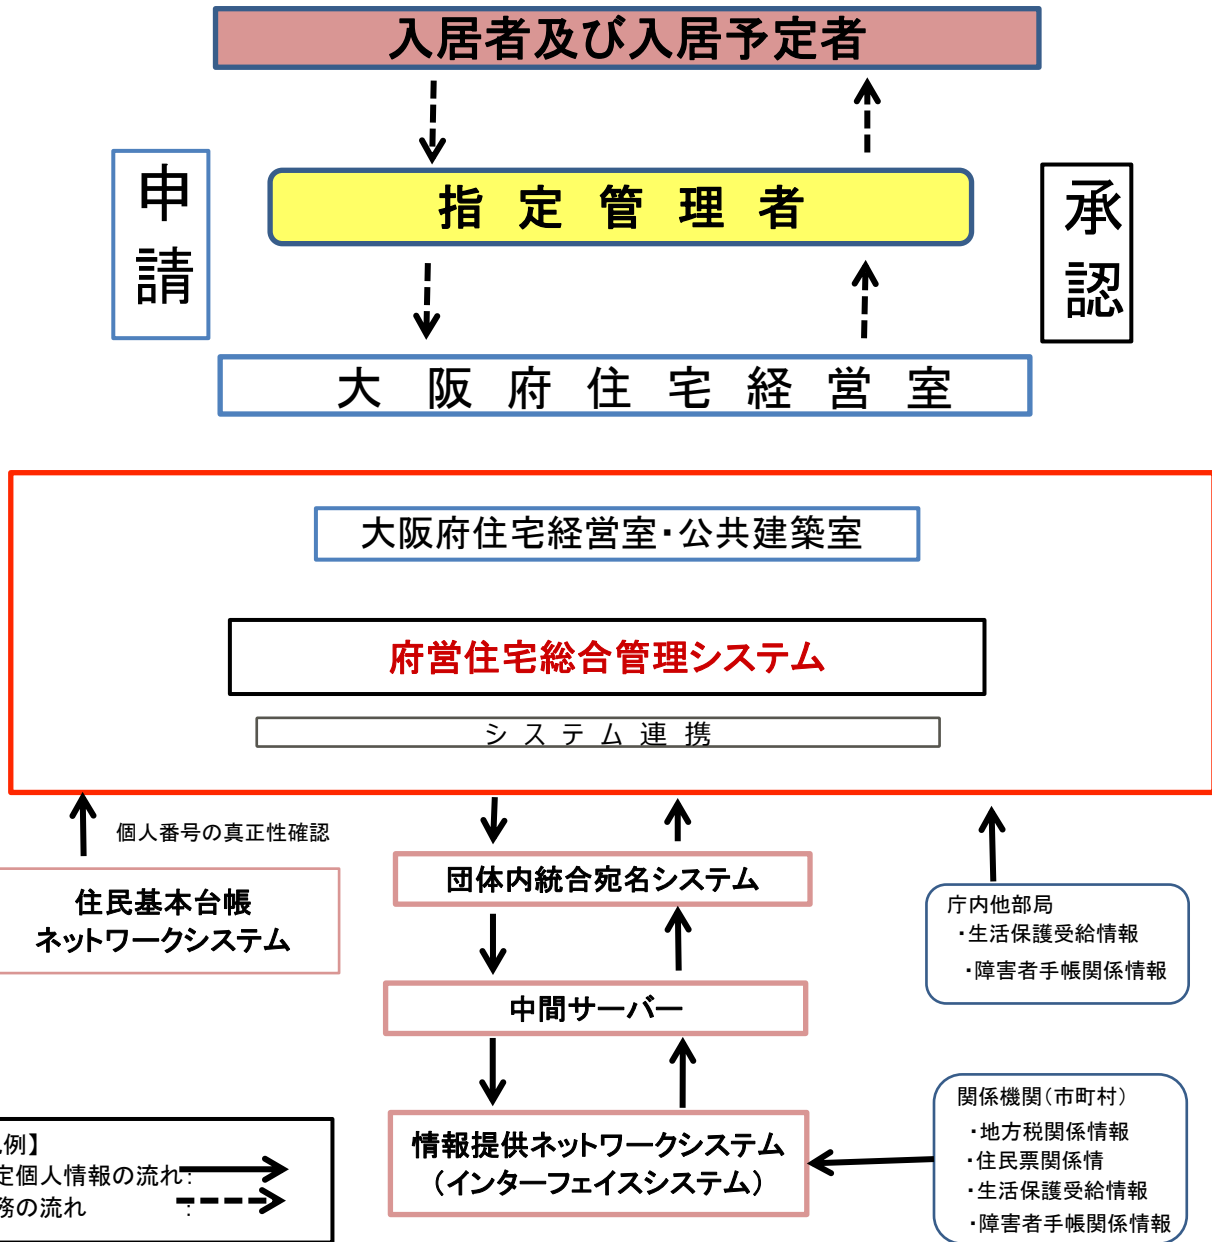 入居者及び入居予定者
申請
指定管理者
承認
大阪府住宅経営室
大阪府住宅経営室・公共建築室
府営住宅総合管理システム
システム連携
個人番号の真正性確認
住民基本台帳
ネットワークシステム
団体内統合宛名システム
庁内他部局
・生活保護受給情報
・障害者手帳関係情報
中間サーバー
情報提供ネットワークシステム
（インターフェイスシステム）
関係機関（市町村）
・地方税関係情報
・住民票関係情
・生活保護受給情報
・障害者手帳関係情報
例】
定個人情報の流れ：
務の流れ　：